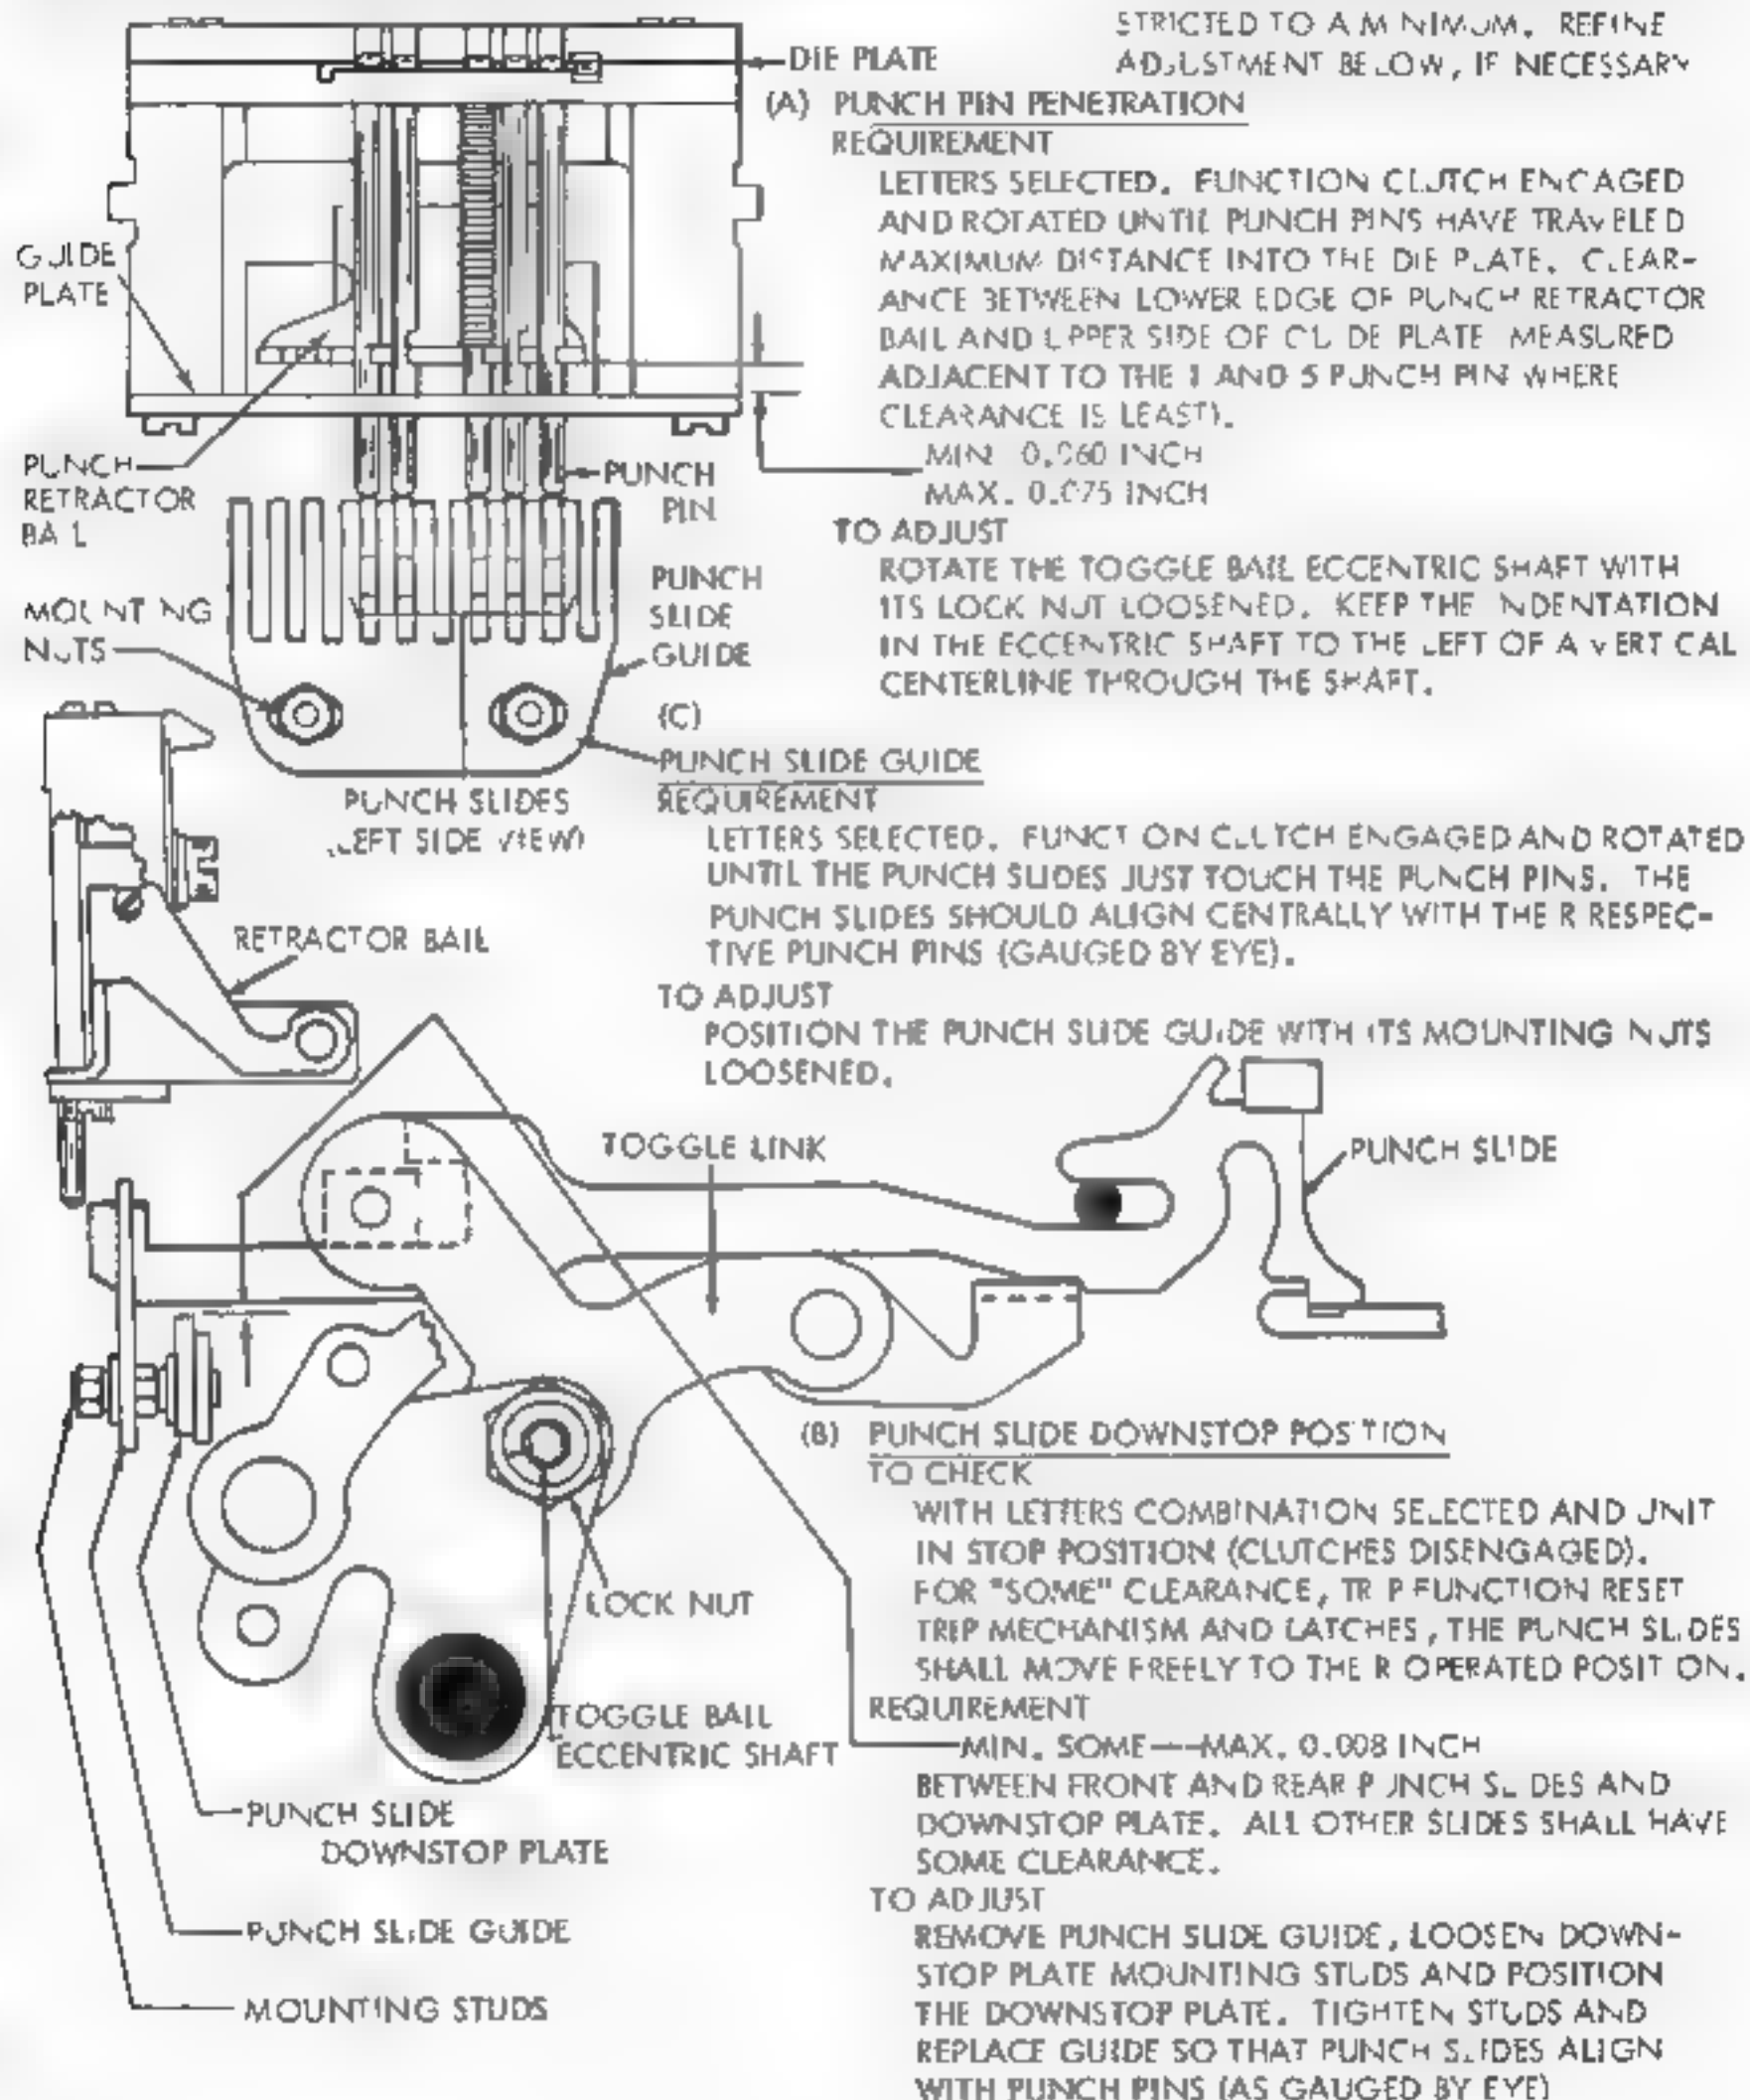 STRICTED TO A MINIMUM. REFINE
ADJUSTMENT BELOW, IF NECESSARY
DIE PLATE
(A) PUNCH PIN PENETRATION
REQUIREMENT
LETTERS SELECTED. FUNCTION CLUTCH ENGAGED
AND ROTATED UNTIL PUNCH PINS HAVE TRAVELED
MAXIMUM DISTANCE INTO THE DIE PLATE. CLEAR-
ANCE BETWEEN LOWER EDGE OF PUNCH RETRACTOR
BAIL AND UPPER SIDE OF GUIDE PLATE MEASURED
ADJACENT TO THE 1 AND 5 PUNCH PIN WHERE
CLEARANCE IS LEAST).
MIN 0.060 INCH
MAX. 0.075 INCH
TO ADJUST
ROTATE THE TOGGLE BAIL ECCENTRIC SHAFT WITH
ITS LOCK NUT LOOSENED. KEEP THE INDENTATION
IN THE ECCENTRIC SHAFT TO THE LEFT OF A VERTICAL
CENTERLINE THROUGH THE SHAFT.
GUIDE
PLATE
PUNCH
RETRACTOR
BAIL
PUNCH
PIN
PUNCH
SLIDE
GUIDE
MOUNTING
NUTS
(C)
PUNCH SLIDE GUIDE
REQUIREMENT
LETTERS SELECTED. FUNCTION CLUTCH ENGAGED AND ROTATED
UNTIL THE PUNCH SLIDES JUST TOUCH THE PUNCH PINS. THE
PUNCH SLIDES SHOULD ALIGN CENTRALLY WITH THEIR RESPEC-
TIVE PUNCH PINS (GAUGED BY EYE).
TO ADJUST
POSITION THE PUNCH SLIDE GUIDE WITH ITS MOUNTING NUTS
LOOSENED.
PUNCH SLIDES
(LEFT SIDE VIEW)
RETRACTOR BAIL
TOGGLE LINK
PUNCH SLIDE
(B) PUNCH SLIDE DOWNSTOP POSITION
TO CHECK
WITH LETTERS COMBINATION SELECTED AND UNIT
IN STOP POSITION (CLUTCHES DISENGAGED).
FOR "SOME" CLEARANCE, TRIP FUNCTION RESET
TRIP MECHANISM AND LATCHES, THE PUNCH SLIDES
SHALL MOVE FREELY TO THEIR OPERATED POSITION.
REQUIREMENT
MIN. SOME---MAX. 0.008 INCH
BETWEEN FRONT AND REAR PUNCH SLIDES AND
DOWNSTOP PLATE. ALL OTHER SLIDES SHALL HAVE
SOME CLEARANCE.
TO ADJUST
REMOVE PUNCH SLIDE GUIDE, LOOSEN DOWN-
STOP PLATE MOUNTING STUDS AND POSITION
THE DOWNSTOP PLATE. TIGHTEN STUDS AND
REPLACE GUIDE SO THAT PUNCH SLIDES ALIGN
WITH PUNCH PINS (AS GAUGED BY EYE)
LOCK NUT
TOGGLE BAIL
ECCENTRIC SHAFT
PUNCH SLIDE
DOWNSTOP PLATE
PUNCH SLIDE GUIDE
MOUNTING STUDS